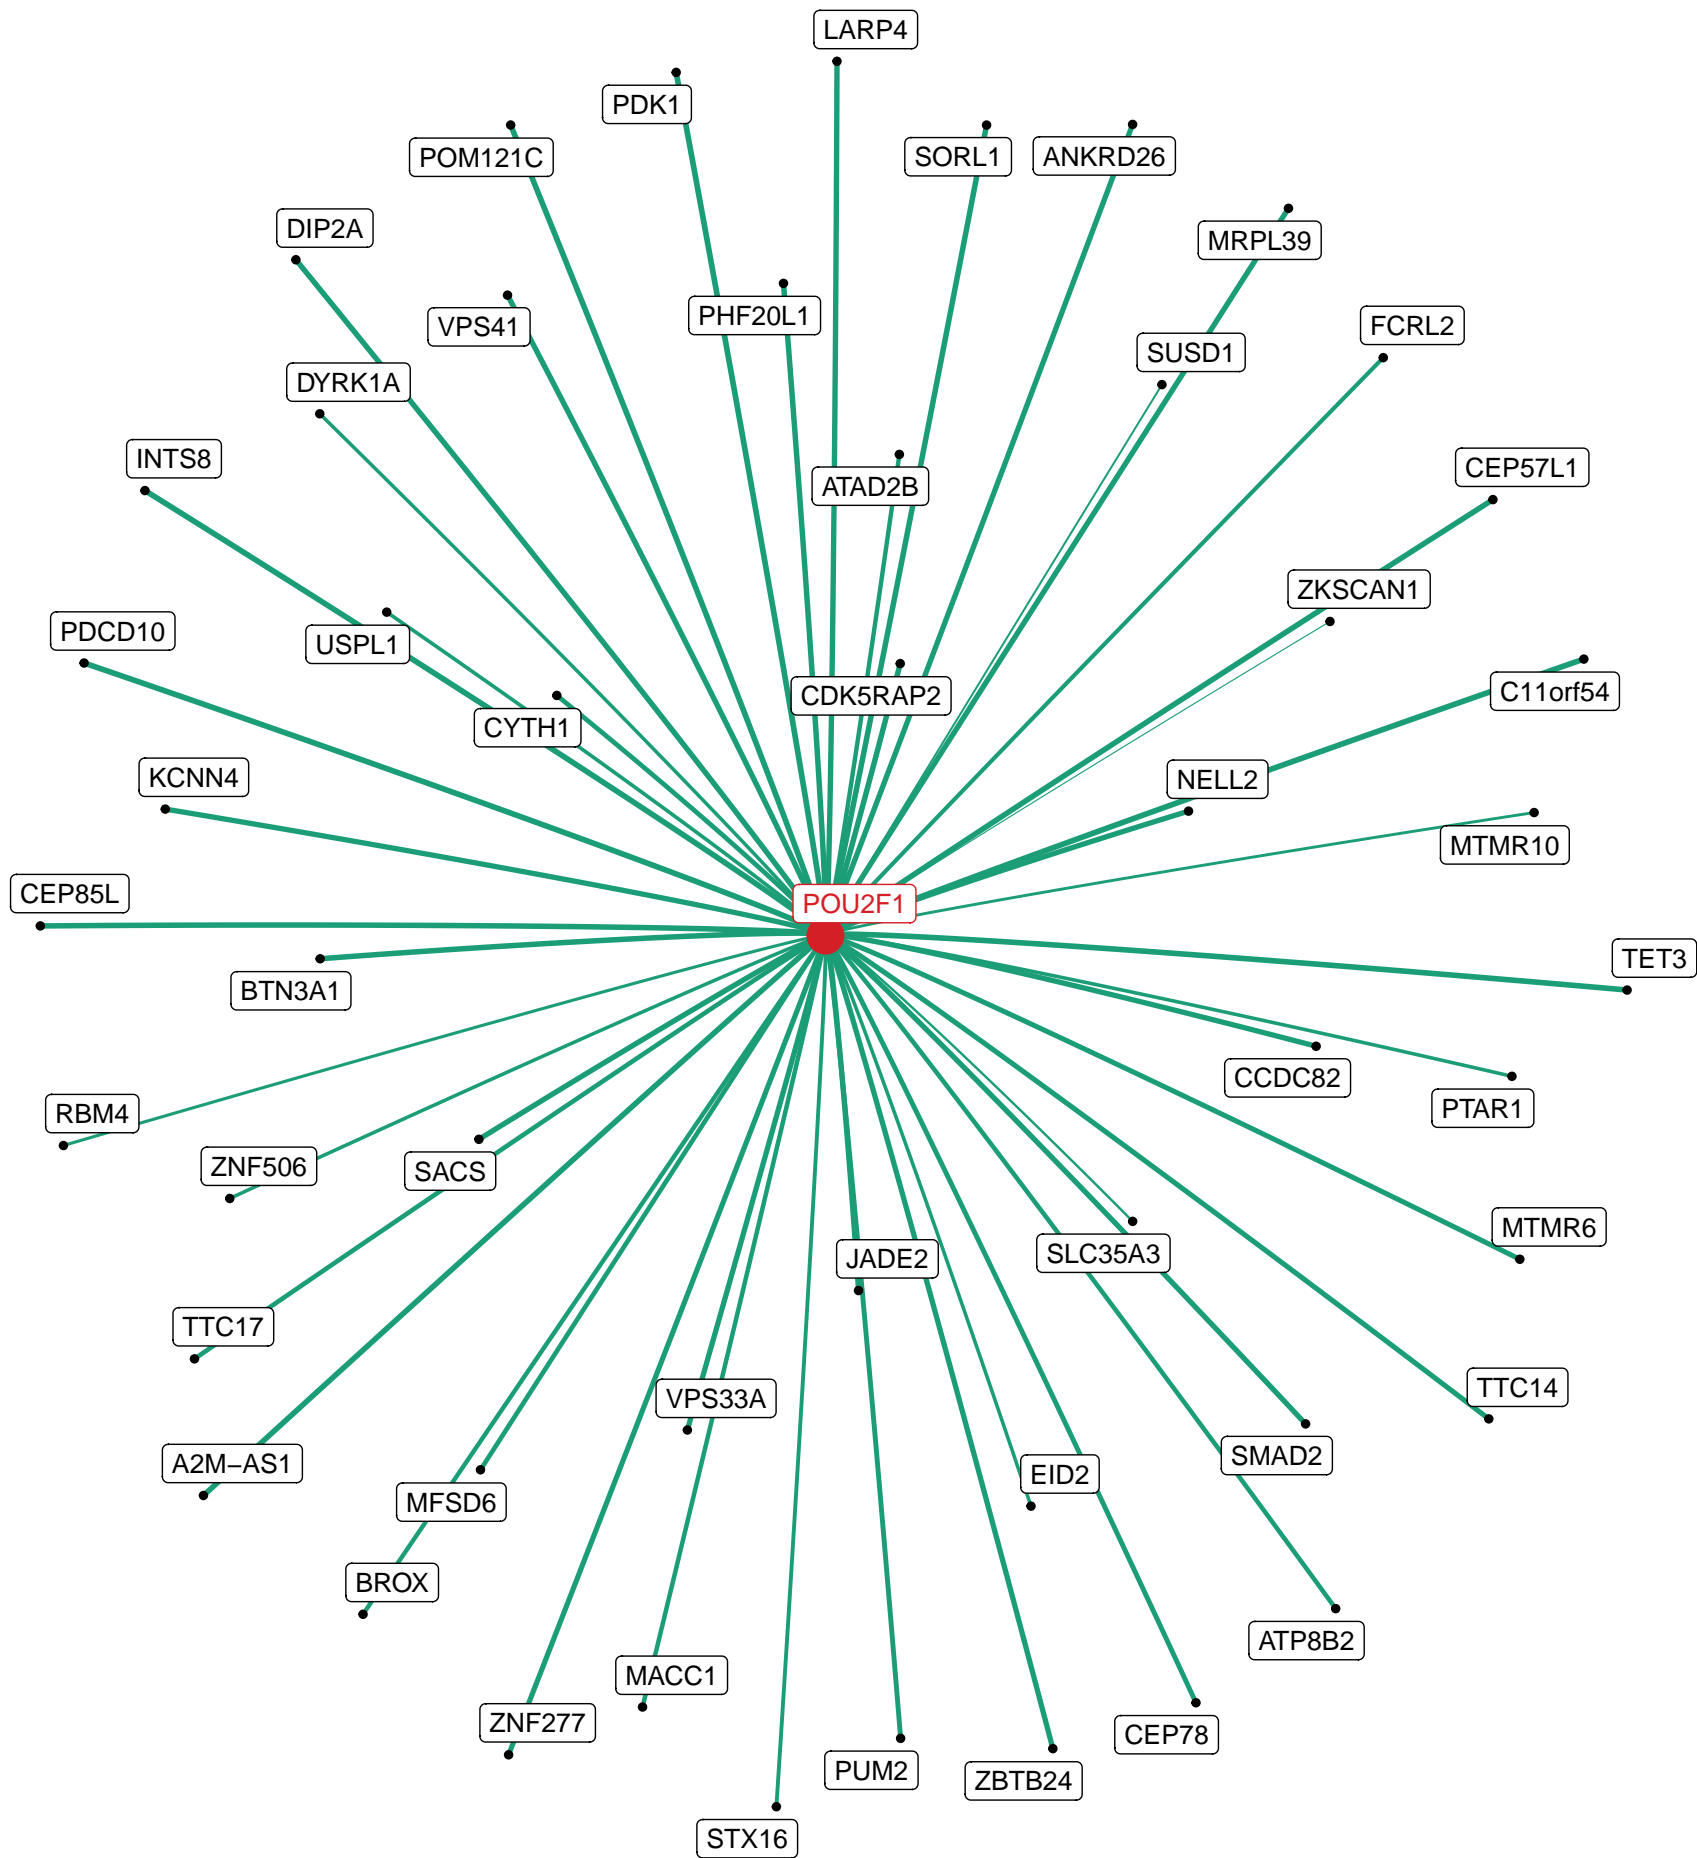 LARP4
PDK1
POM121C
SORL1
ANKRD26
DIP2A
MRPL39
VPS41
PHF20L1
FCRL2
SUSD1
DYRK1A
INTS8
ATAD2B
CEP57L1
ZKSCAN1
PDCD10
USPL1
CDK5RAP2
C11orf54
CYTH1
KCNN4
NELL2
MTMR10
CEP85L
POU2F1
BTN3A1
TET3
CCDC82
RBM4
PTAR1
ZNF506
SACS
MTMR6
SLC35A3
JADE2
TTC17
TTC14
VPS33A
A2M−AS1
SMAD2
EID2
MFSD6
BROX
ATP8B2
MACC1
ZNF277
CEP78
PUM2
ZBTB24
STX16